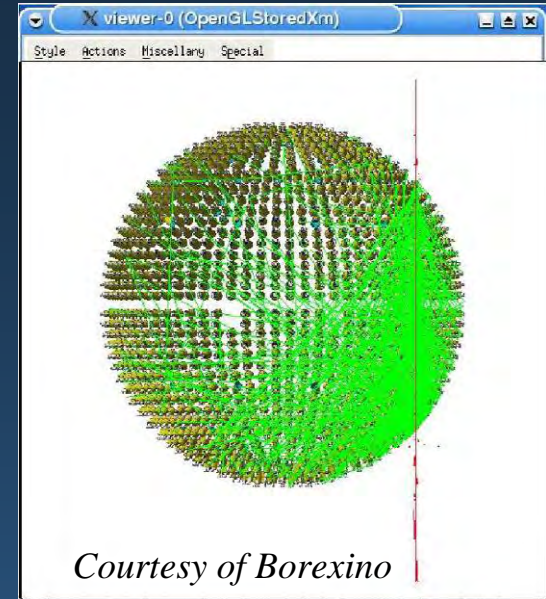 X viewer-0 (OpenGLStoredXm)
Style Actions Miscellany Special
Courtesy of Borexino